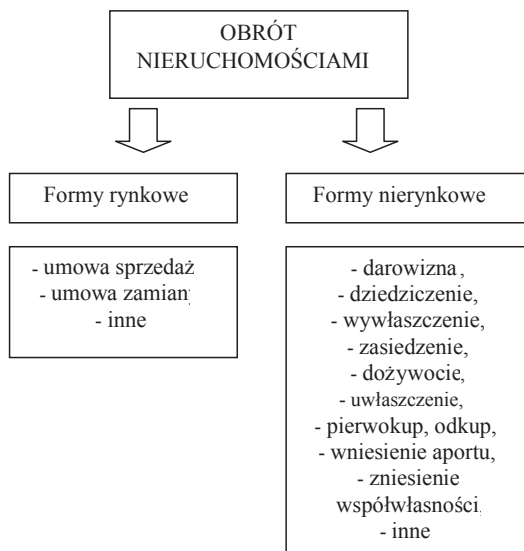 OBRÓT
NIERUCHOMOŚCIAMI
Formy rynkowe
- umowa sprzedaż
- umowa zamian
- inne
Formy nierynkowe
- darowizna,
- dziedziczenie,
- wywłaszczenie,
- zasiedzenie,
- dożywocie,
- uwłaszczenie,
- pierwokup, odkup,
- wniesienie aportu,
- zniesienie
współwłasności,
- inne